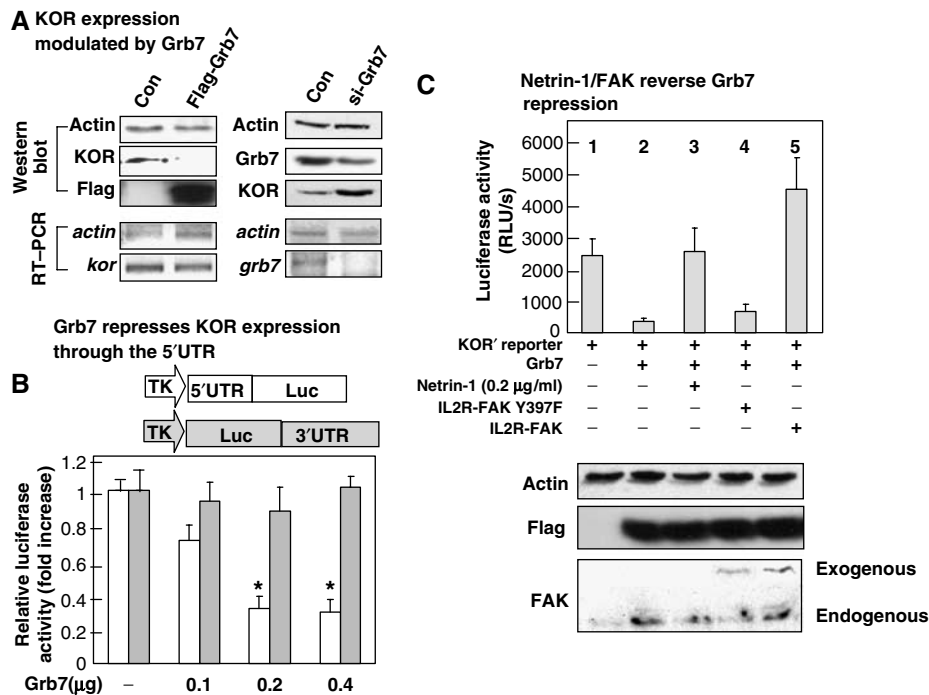 A KOR expression
modulated by Grb7
Con
Flag-Grb7
Con
si-Grb7
Western
blot
Actin
KOR
Flag
Actin
Grb7
KOR
RT–PCR
actin
kor
actin
grb7
Grb7 repress​es KOR expression
through the 5′UTR
B
TK 5′UTR Luc
TK Luc 3′UTR
Relative luciferase
activity (fold increase)
1.2
1
0.8
0.6
0.4
0.2
0
* *
Grb7(μg) – 0.1 0.2 0.4
C Netrin-1/FAK reverse Grb7
repression
Luciferase activity
(RLU/s)
6000
5000
4000
3000
2000
1000
0
1 2 3 4 5
KOR′ reporter + + + + +
Grb7 – + + + +
Netrin-1 (0.2 μg/ml) – – + – –
IL2R-FAK Y397F – – – + –
IL2R-FAK – – – – +
Actin
Flag
FAK
Exogenous
Endogenous